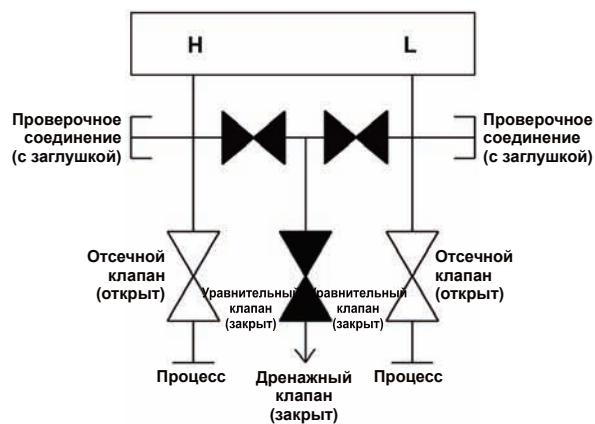 H
L
Проверочное
соединение
(с заглушкой)
Проверочное
соединение
(с заглушкой)
Отсечной
клапан
(открыт)
Уравнительный
клапан
(закрыт)
Уравнительный
клапан
(закрыт)
Отсечной
клапан
(открыт)
Процесс
Дренажный
клапан
(закрыт)
Процесс